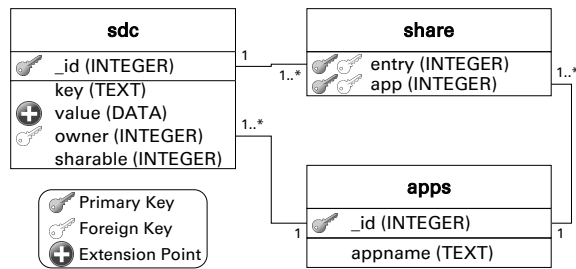 sdc
_id (INTEGER)
key (TEXT)
value (DATA)
owner (INTEGER)
sharable (INTEGER)
1
1..*
share
entry (INTEGER)
app (INTEGER)
1..*
1..*
apps
_id (INTEGER)
appname (TEXT)
1
1
Primary Key
Foreign Key
Extension Point